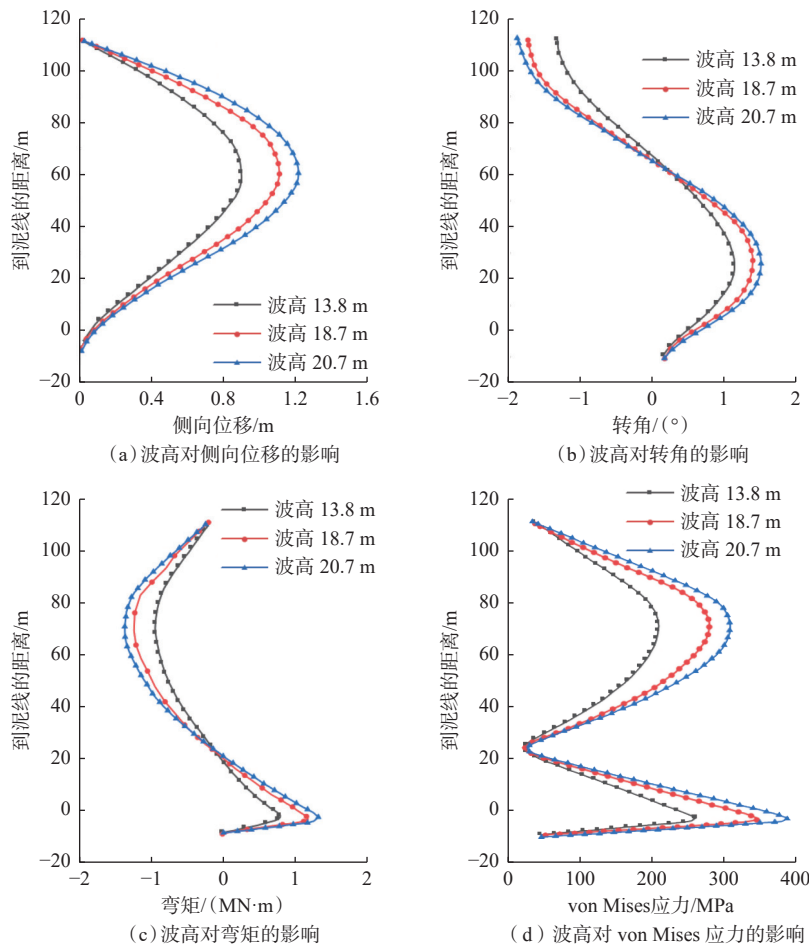 120
100
80
60
40
20
0
−20
到泥线的距离/m
波高 13.8 m
波高 18.7 m
波高 20.7 m
0 0.4 0.8 1.2 1.6
侧向位移/m
(a)波高对侧向位移的影响
120
100
80
60
40
20
0
−20
到泥线的距离/m
波高 13.8 m
波高 18.7 m
波高 20.7 m
−2 −1 0 1 2
转角/(°)
(b)波高对转角的影响
120
100
80
60
40
20
0
−20
到泥线的距离/m
波高 13.8 m
波高 18.7 m
波高 20.7 m
−2 −1 0 1 2
弯矩/(MN·m)
(c)波高对弯矩的影响
120
100
80
60
40
20
0
−20
到泥线的距离/m
波高 13.8 m
波高 18.7 m
波高 20.7 m
0 100 200 300 400
von Mises应力/MPa
(d)波高对 von Mises 应力的影响